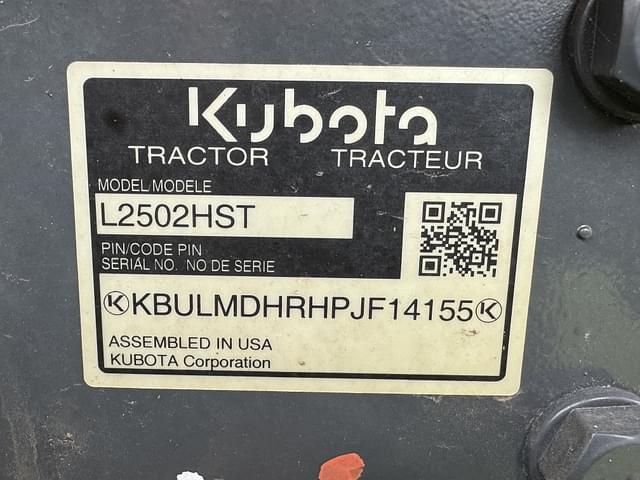 Kubota
TRACTOR TRACTEUR
MODEL/MODELE
L2502HST
PIN/CODE PIN
SERIAL NO. NO DE SERIE
KBULMDHRHPJF14155
ASSEMBLED IN USA
KUBOTA Corporation